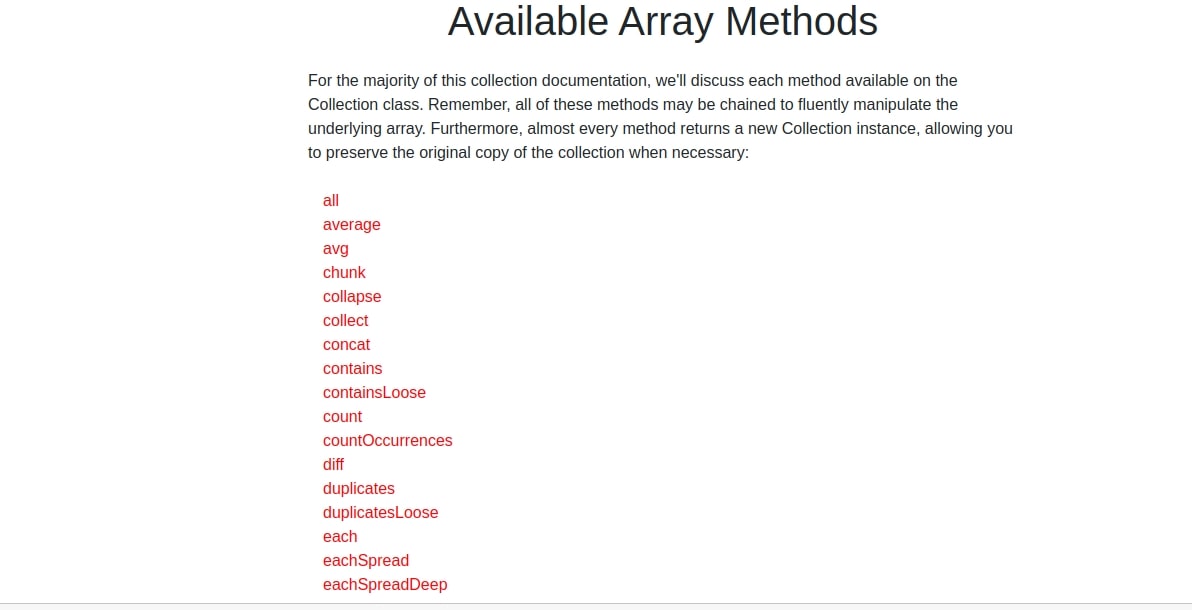 Available Array Methods
For the majority of this collection documentation, we'll discuss each method available on the
Collection class. Remember, all of these methods may be chained to fluently manipulate the
underlying array. Furthermore, almost every method returns a new Collection instance, allowing you
to preserve the original copy of the collection when necessary:
all
average
avg
chunk
collapse
collect
concat
contains
containsLoose
count
countOccurrences
diff
duplicates
duplicatesLoose
each
eachSpread
eachSpreadDeep